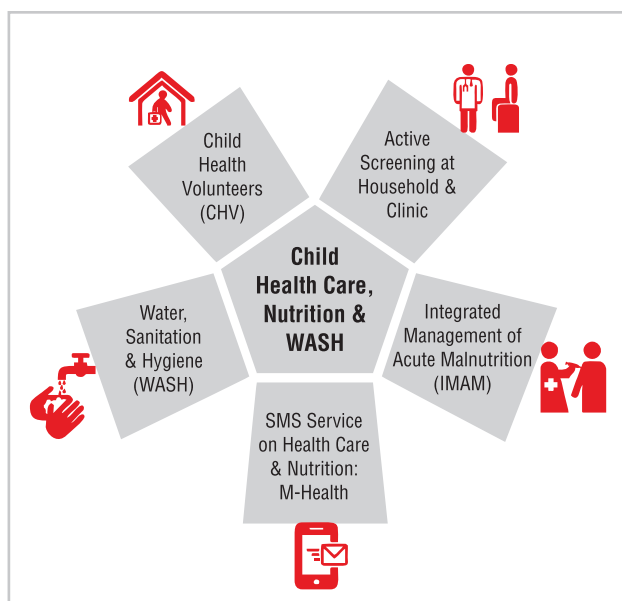 Child
Health
Volunteers
(CHV)
Active
Screening at
Household &
Clinic
Child
Health Care,
Nutrition &
WASH
Water,
Sanitation
& Hygiene
(WASH)
Integrated
Management of
Acute Malnutrition
(IMAM)
SMS Service
on Health Care
& Nutrition:
M-Health